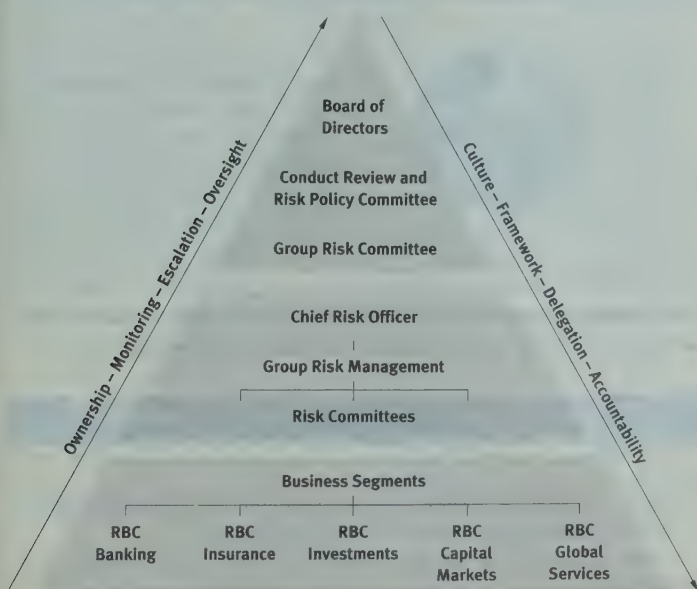 Board of
Directors
Conduct Review and
Risk Policy Committee
Group Risk Committee
Chief Risk Officer
Group Risk Management
Risk Committees
Business Segments
RBC
Banking
RBC
Insurance
RBC
Investments
RBC
Capital
Markets
RBC
Global
Services
Ownership – Monitoring – Escalation – Oversight
Culture – Framework – Delegation – Accountability